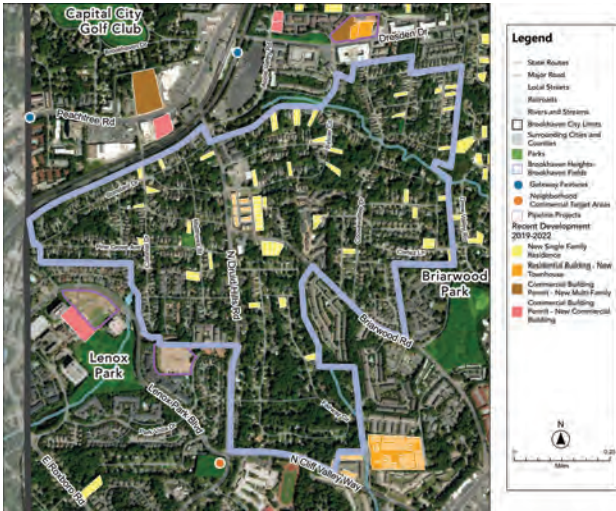 Capital City
Golf Club
Dresden Dr
Peachtree Rd
N Druid Hills Rd
Briarwood
Park
Briarwood Rd
Lenox
Park
Lenox Park Blvd
N Cliff Valley Way
E Roxboro Rd
Legend
State Routes
Major Road
Local Streets
Railroads
Rivers and Streams
Brookhaven City Limits
Surrounding Cities and
Counties
Parks
Brookhaven Heights-
Brookhaven Fields
Gateway Features
Neighborhood
Commercial Target Areas
Pipeline Projects
Recent Development
2019-2022
New Single Family
Residence
Residential Building - New
Townhouse
Commercial Building
Permit - New Multi-Family
Commercial Building
Permit - New Commercial
Building
N
0
0.25
Miles